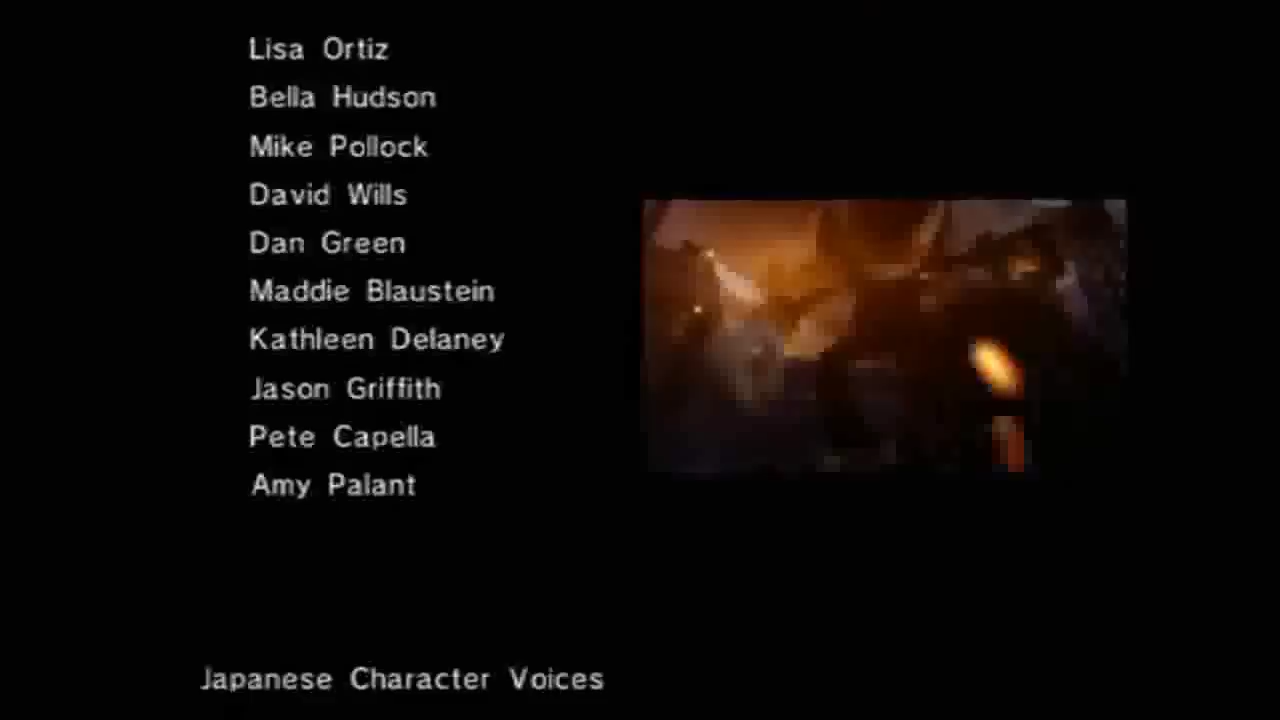 Lisa Ortiz
Bella Hudson
Mike Pollock
David Wills
Dan Green
Maddie Blaustein
Kathleen Delaney
Jason Griffith
Pete Capella
Amy Palant
Japanese Character Voices